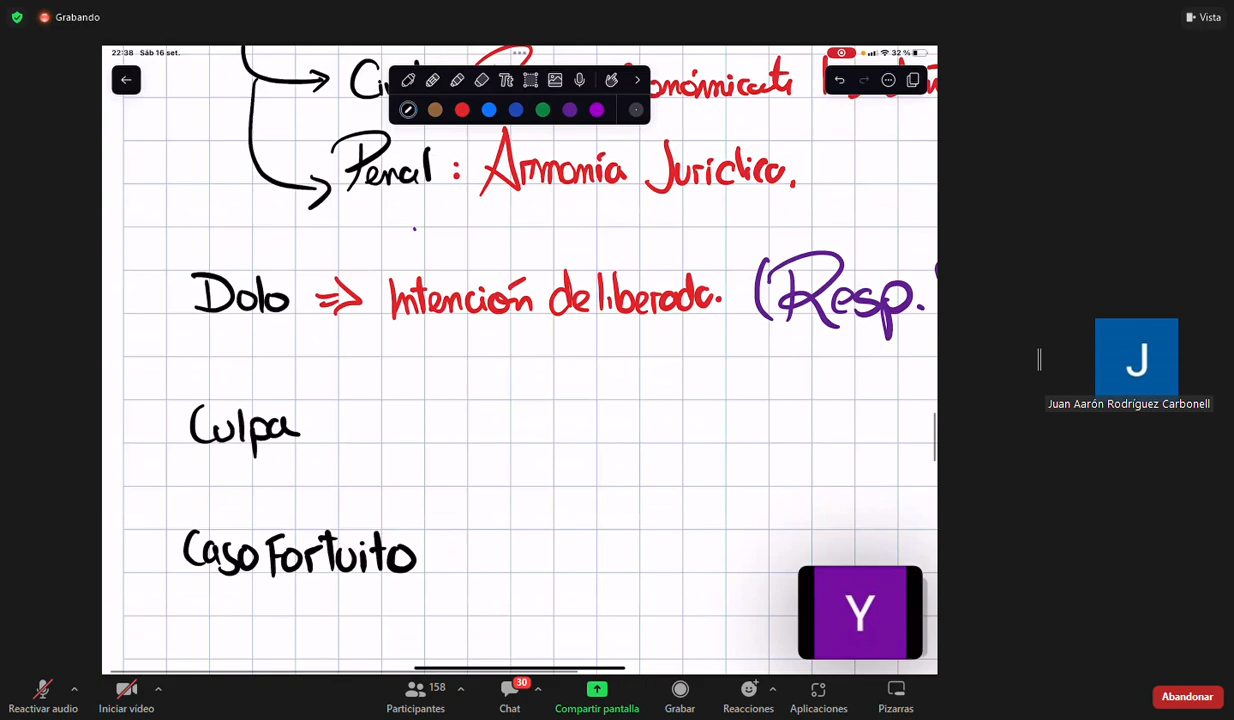 Grabando
Vista
22:38 Sáb 16 set.
32 %
Penal : Armonía Jurídica.
Dolo => Intención deliberada. (Resp.
Culpa
Caso Fortuito
J
Juan Aarón Rodríguez Carbonell
Y
158
30
Reactivar audio
Iniciar vídeo
Participantes
Chat
Compartir pantalla
Grabar
Reacciones
Aplicaciones
Pizarras
Abandonar